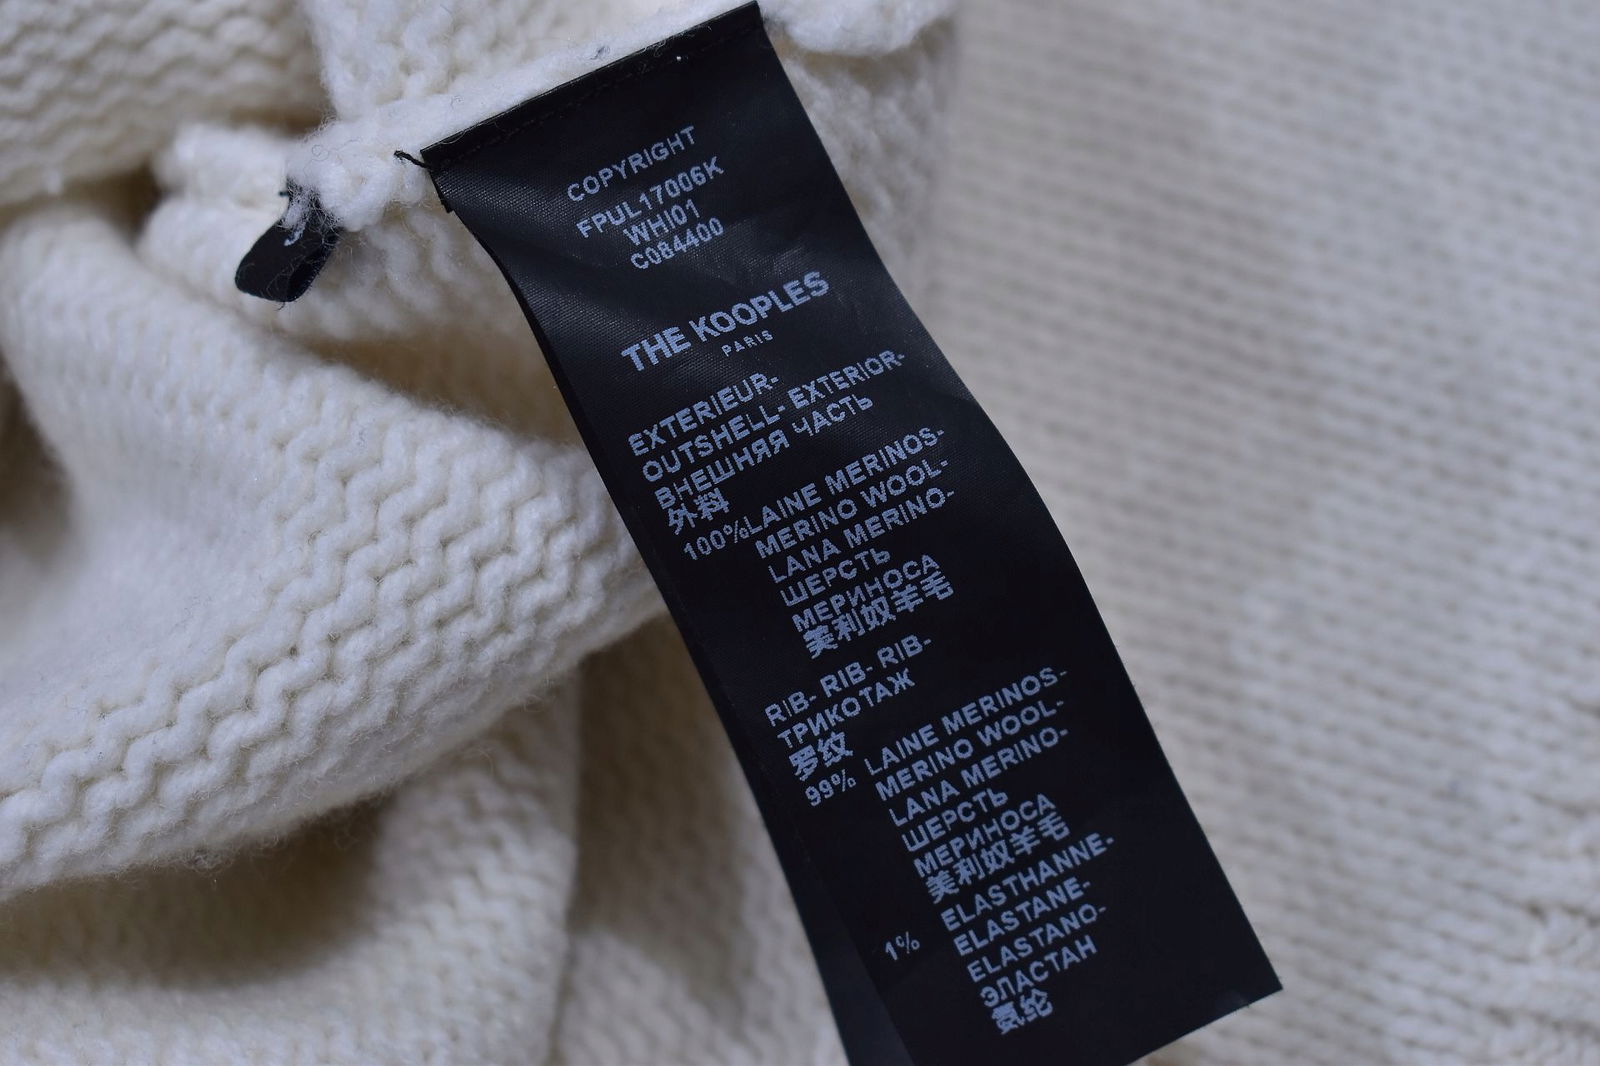 COPYRIGHT
FPUL17006K
WHI01
C084400
THE KOOPLES
PARIS
EXTERIEUR-
OUTSHELL- EXTERIOR-
ВНЕШНЯЯ ЧАСТЬ
外料
100%LAINE MERINOS-
MERINO WOOL-
LANA MERINO-
ШЕРСТЬ
МЕРИНОСА
美利奴羊毛
RIB- RIB- RIB-
ТРИКОТАЖ
罗纹
99% LAINE MERINOS-
MERINO WOOL-
LANA MERINO-
ШЕРСТЬ
МЕРИНОСА
美利奴羊毛
1% ELASTHANNE-
ELASTANE-
ELASTANO-
ЭЛАСТАН
氨纶